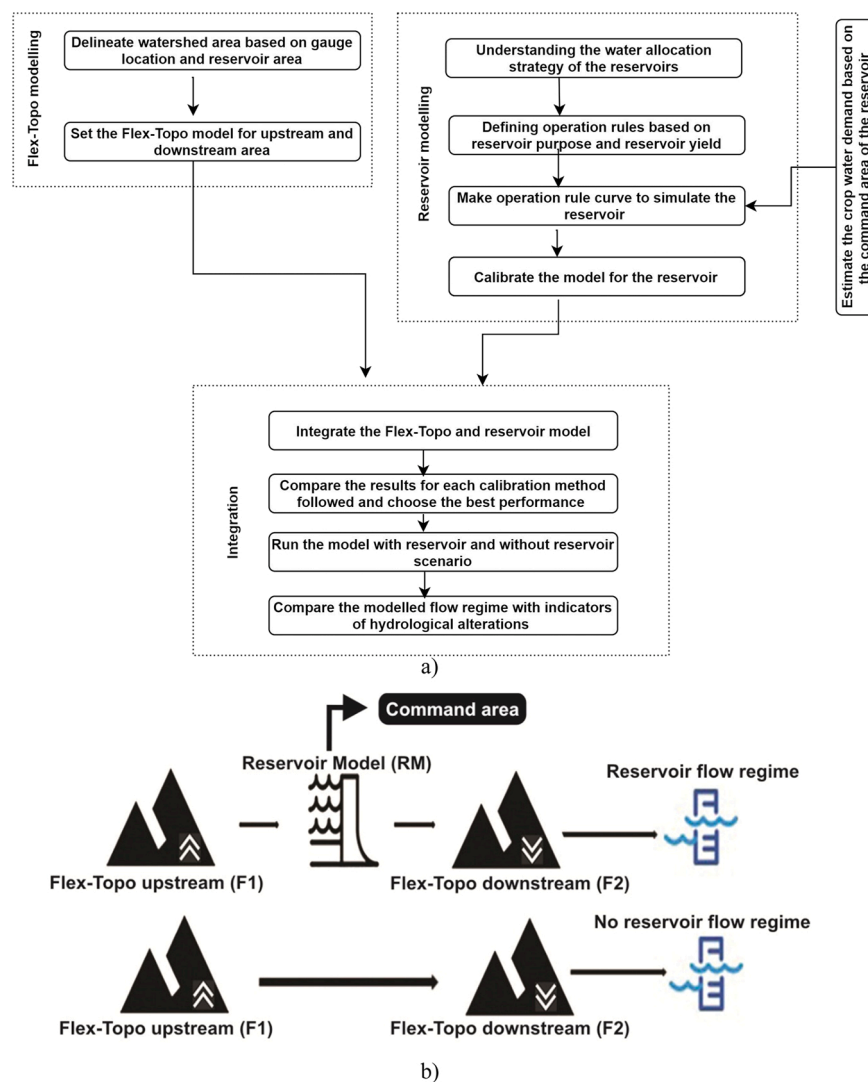 Flex-Topo modelling
Delineate watershed area based on gauge
location and reservoir area
Set the Flex-Topo model for upstream and
downstream area
Reservoir modelling
Understanding the water allocation
strategy of the reservoirs
Defining operation rules based on
reservoir purpose and reservoir yield
Make operation rule curve to simulate the
reservoir
Calibrate the model for the reservoir
Estimate the crop water demand based on
the command area of the reservoir
Integration
Integrate the Flex-Topo and reservoir model
Compare the results for each calibration method
followed and choose the best performance
Run the model with reservoir and without reservoir
scenario
Compare the modelled flow regime with indicators
of hydrological alterations
a)
Command area
Reservoir Model (RM)
Reservoir flow regime
Flex-Topo upstream (F1)
Flex-Topo downstream (F2)
No reservoir flow regime
Flex-Topo upstream (F1)
Flex-Topo downstream (F2)
b)